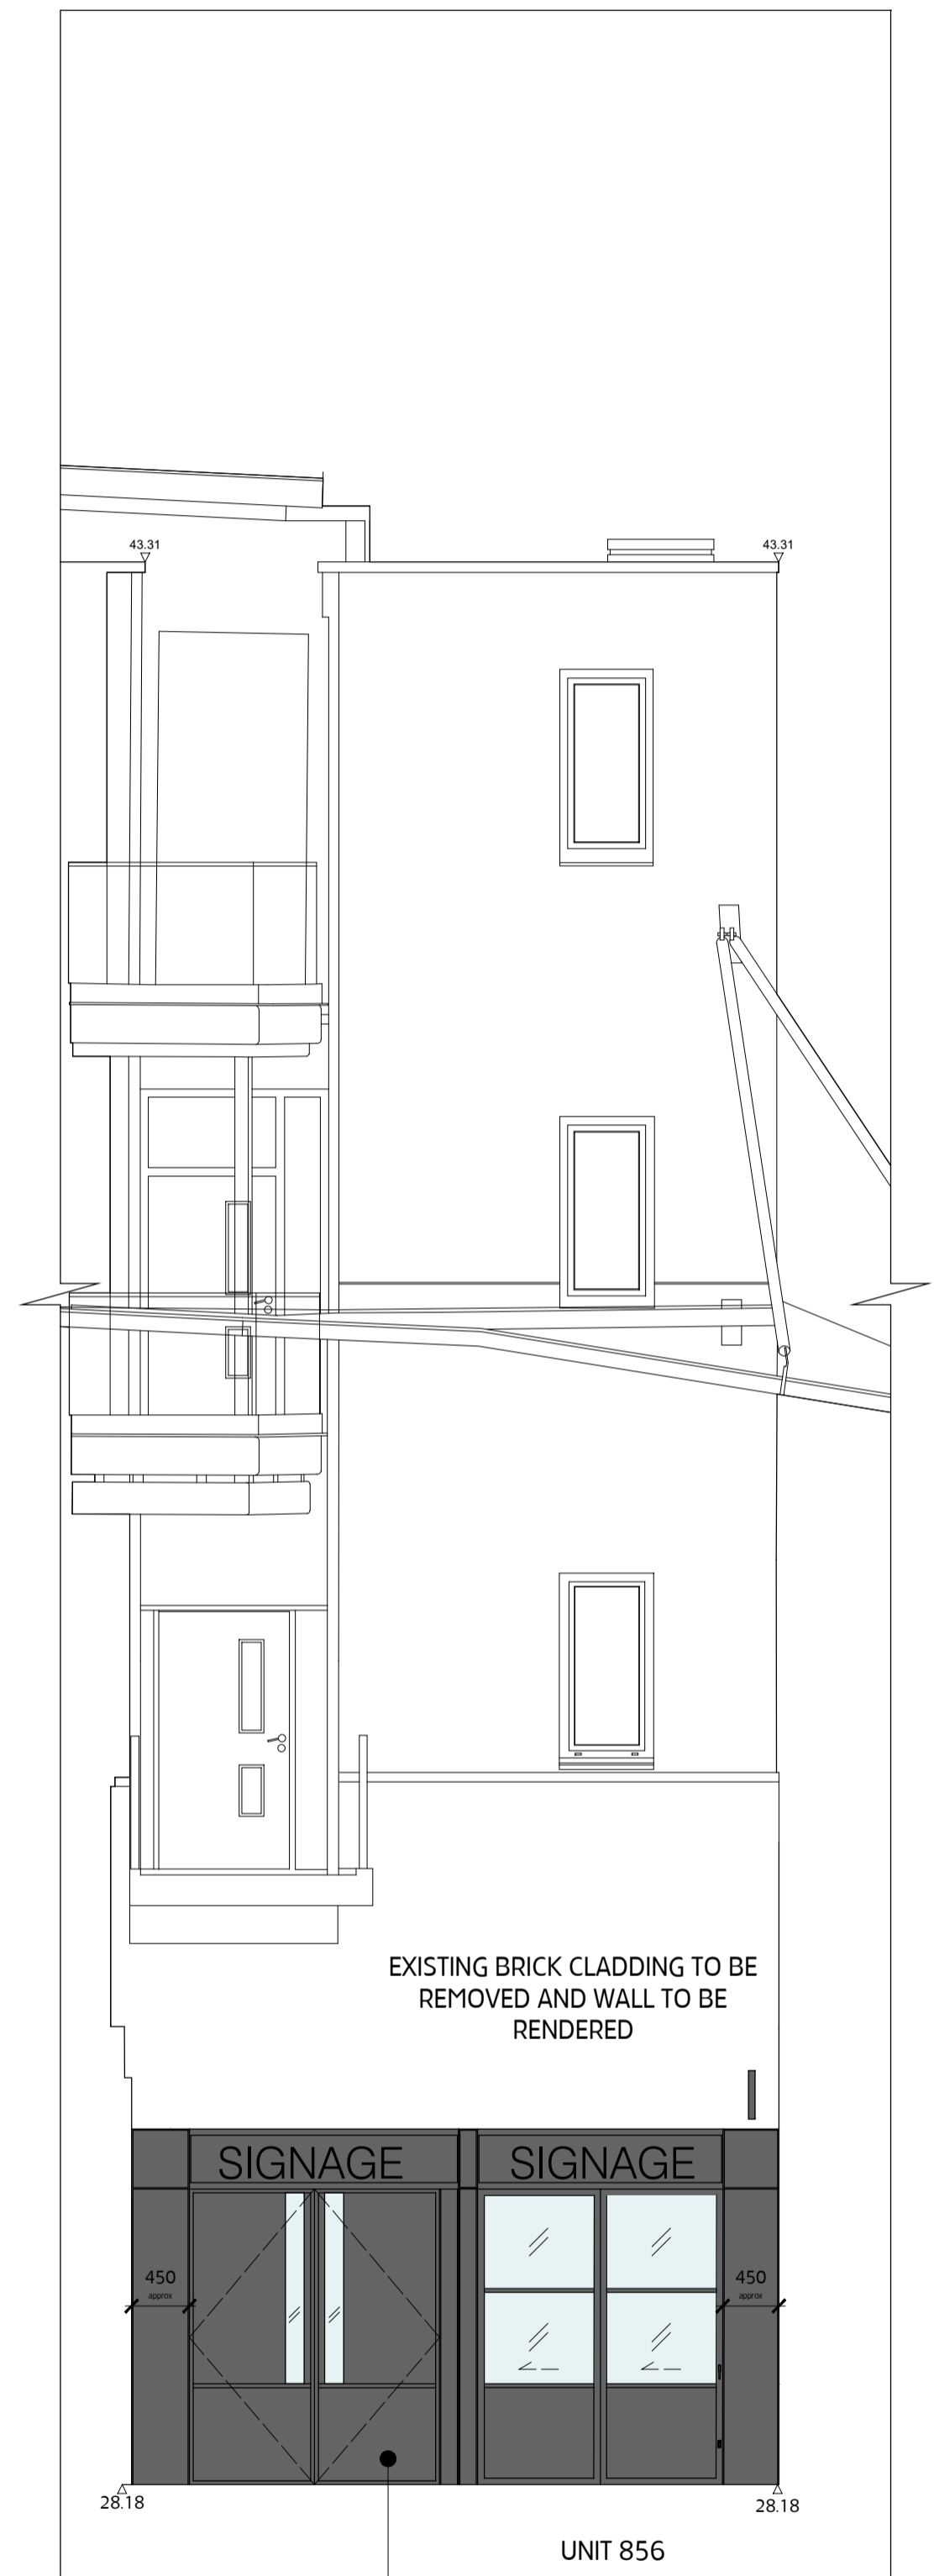 43.31
43.31
EXISTING BRICK CLADDING TO BE
REMOVED AND WALL TO BE
RENDERED
SIGNAGE
SIGNAGE
450
approx
450
approx
28.18
28.18
UNIT 856